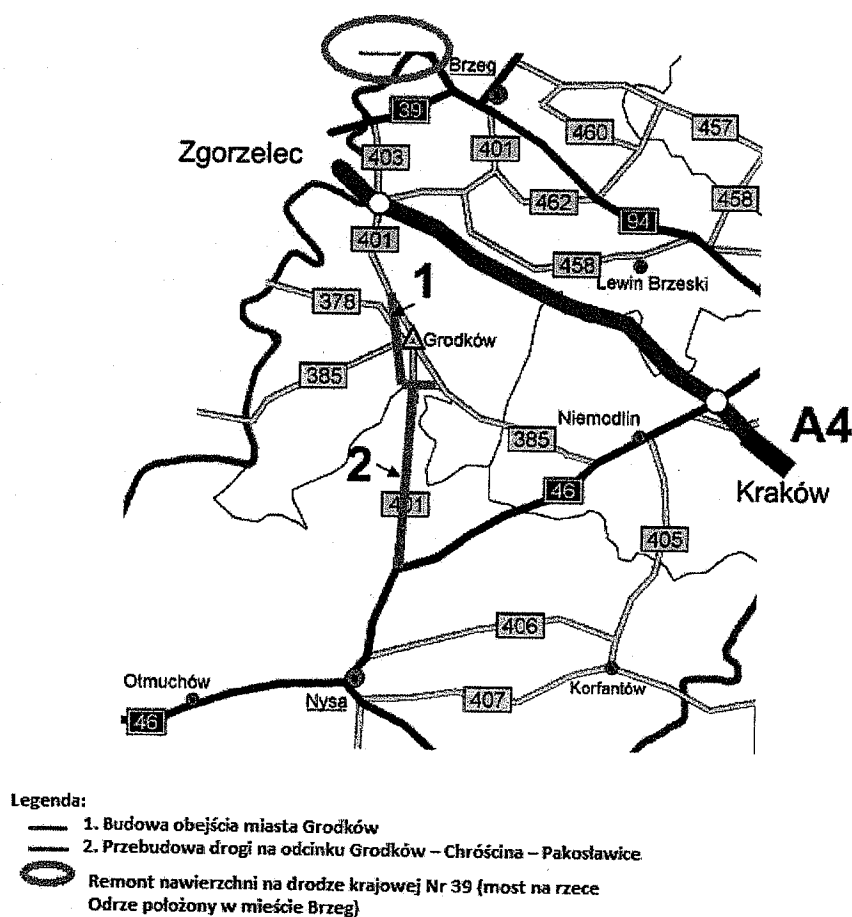 Brzeg
39
460
457
Zgorzelec
403
401
462
458
94
401
458
Lewin Brzeski
378
1
Grodków
385
Niemodlin
A4
385
2
46
Kraków
401
405
406
Otmuchów
Korfantów
Nysa
407
46
Legenda:
1. Budowa obejścia miasta Grodków
2. Przebudowa drogi na odcinku Grodków – Chróścina – Pakosławice
Remont nawierzchni na drodze krajowej Nr 39 (most na rzece
Odrze położony w mieście Brzeg)